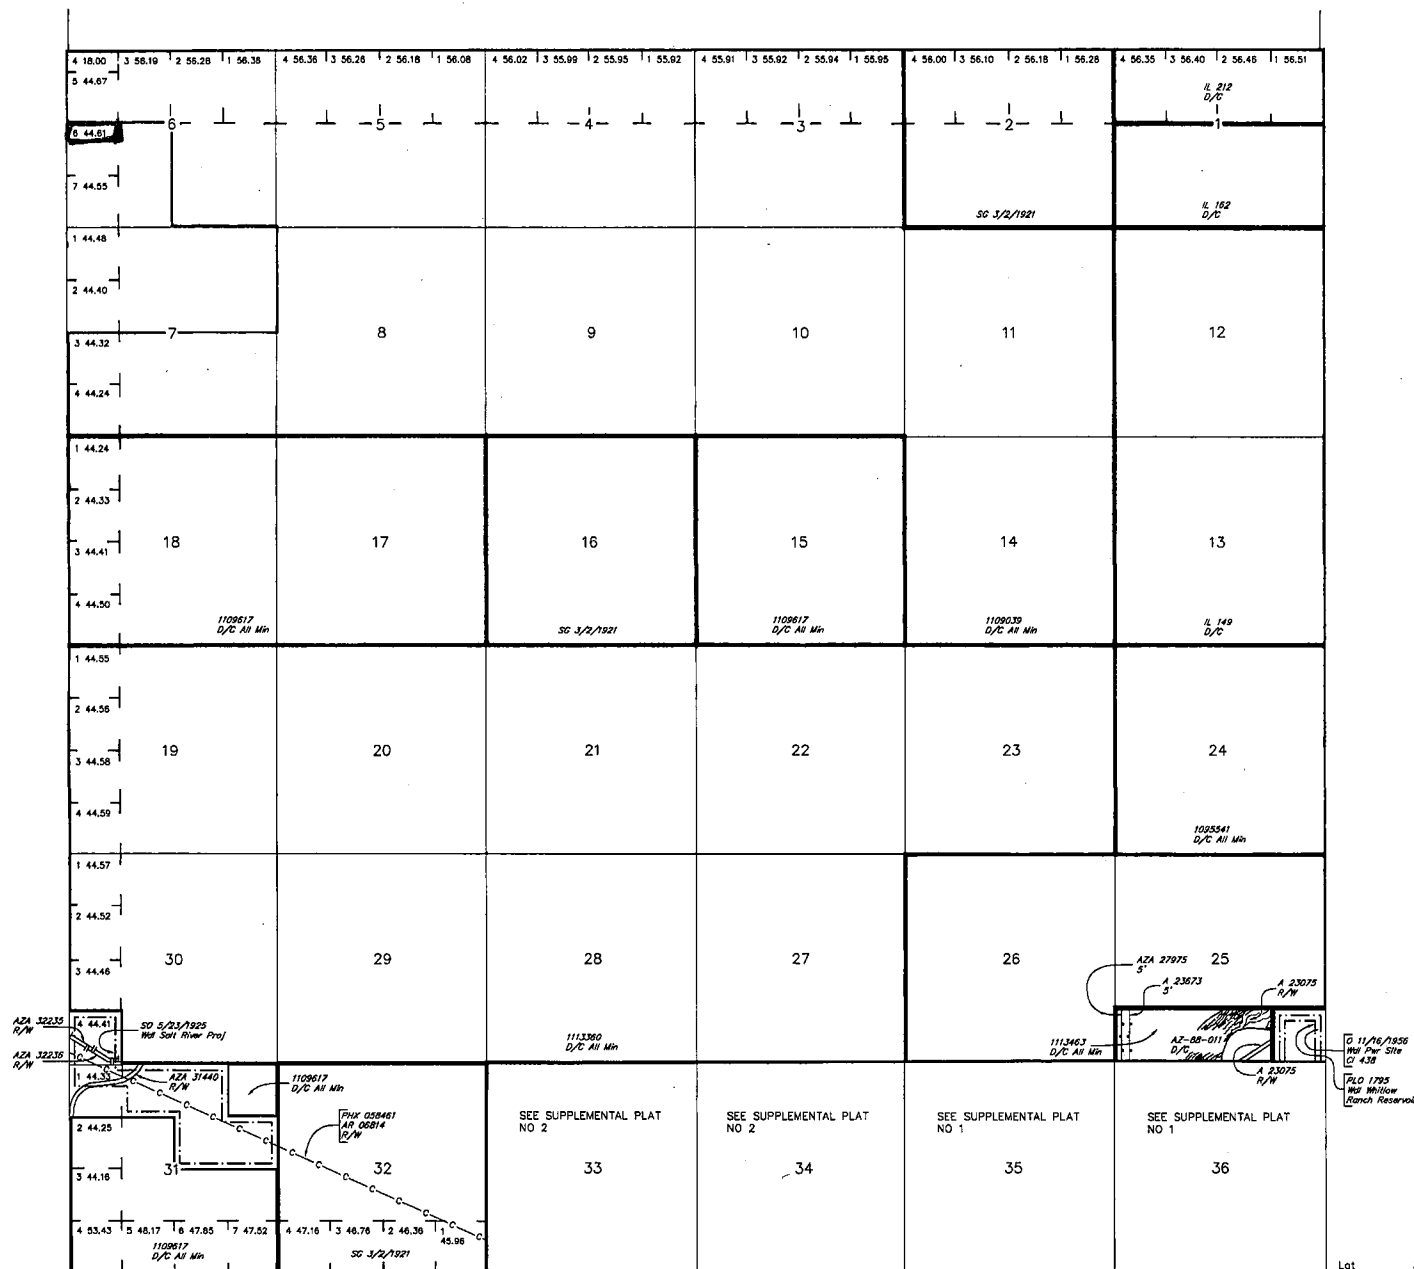 4 18.00 3 56.19 2 56.28 1 56.35 4 56.36 3 56.26 2 56.18 1 56.08 4 56.02 3 55.99 2 55.95 1 55.92 4 55.91 3 55.92 2 55.94 1 55.95 4 56.00 3 56.10 2 56.18 1 56.28 4 56.35 3 56.40 2 56.46 1 56.51
5 44.67
IL 212
D/C
6 44.61
6 5 4 3 2 1
7 44.55
SG 3/2/1921
IL 162
D/C
1 44.48
2 44.40
7 8 9 10 11 12
3 44.32
4 44.24
1 44.24
2 44.33
3 44.41
18 17 16 15 14 13
4 44.50
1109617
D/C All Min
SG 3/2/1921
1109617
D/C All Min
1109039
D/C All Min
IL 149
D/C
1 44.55
2 44.56
19 20 21 22 23 24
3 44.58
4 44.59
1095541
D/C All Min
1 44.57
2 44.52
30 29 28 27 26 25
3 44.46
AZA 27975
5'
A 23673
5'
A 23075
R/W
AZA 32235
R/W
4 44.41
SO 5/23/1925
Wdl Salt River Proj
1113360
D/C All Min
1113463
D/C All Min
AZ-88-011
D/C
O 11/16/1956
Wdl Pwr Site
Cl 438
AZA 32236
R/W
1 44.33
AZA 31440
R/W
1109617
D/C All Min
A 23075
R/W
PLO 1795
Wdl Whitlow
Ranch Reservoir
2 44.25
PHX 058461
AR 06814
R/W
SEE SUPPLEMENTAL PLAT
NO 2
SEE SUPPLEMENTAL PLAT
NO 2
SEE SUPPLEMENTAL PLAT
NO 1
SEE SUPPLEMENTAL PLAT
NO 1
3 44.16
31 32 33 34 35 36
C C C C C C C C C C C C C C C
4 53.43 5 48.17 6 47.85 7 47.52 4 47.16 3 46.76 2 46.36 1
45.96
1109617
D/C All Min
SG 3/2/1921
Lat